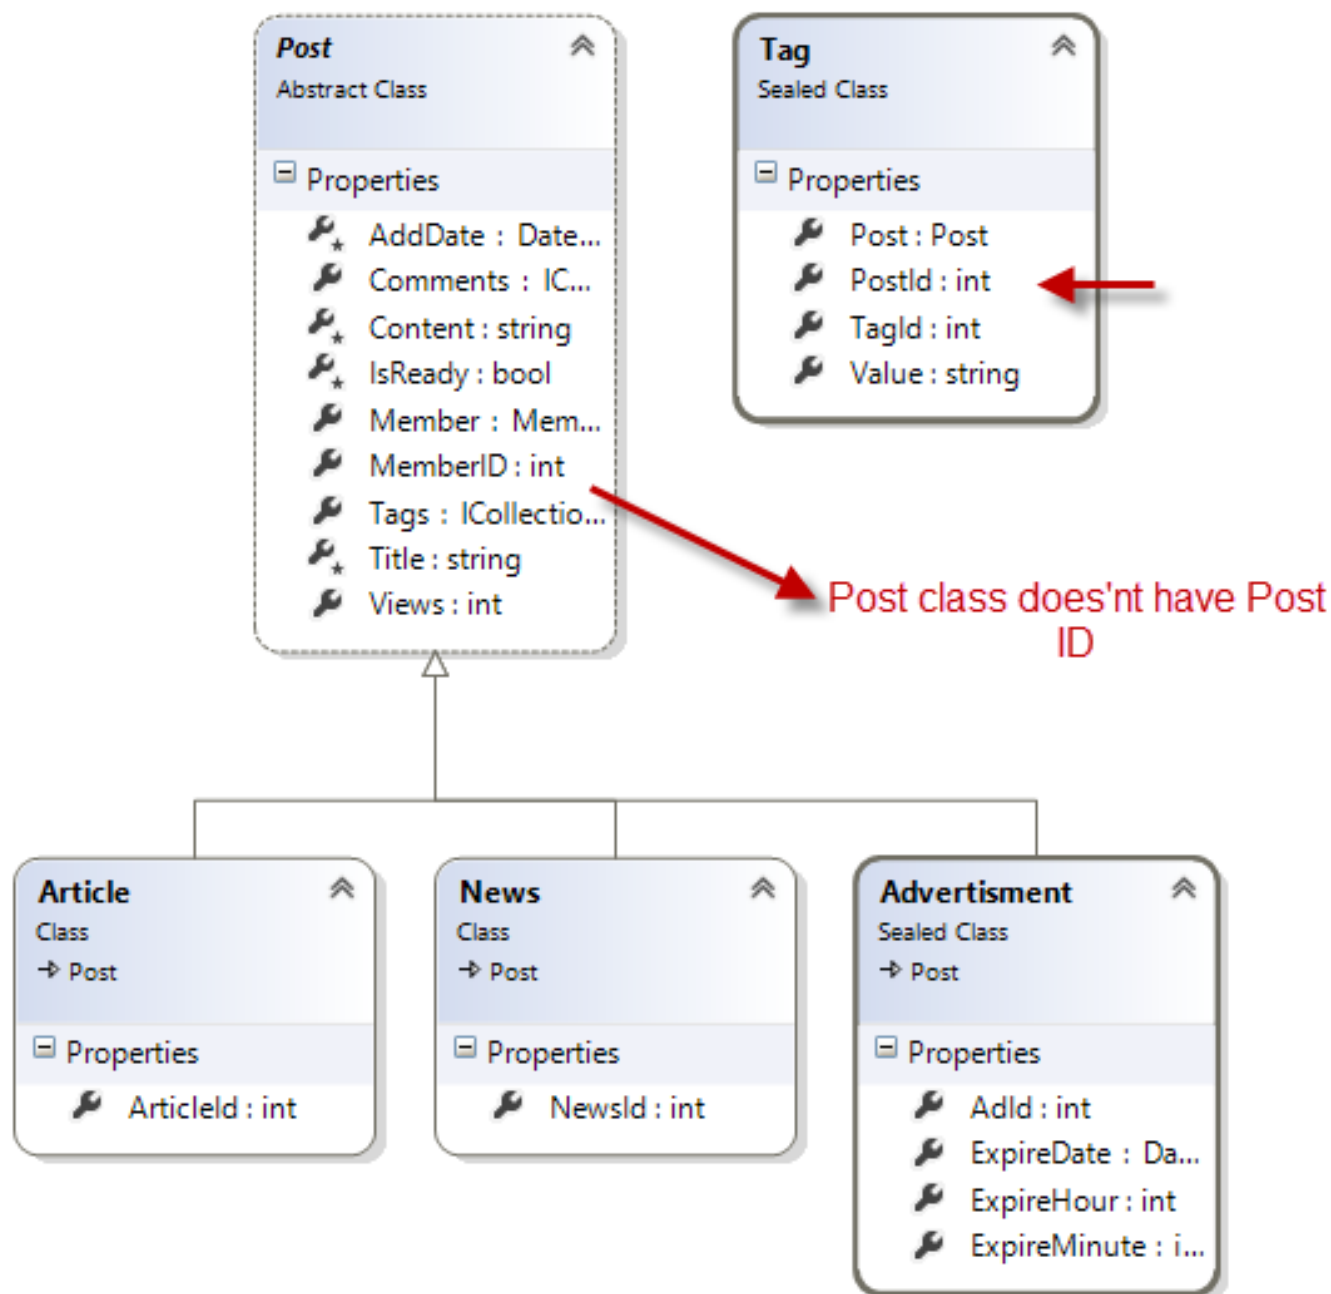 Post
Abstract Class
Properties
AddDate : Date...
Comments : IC...
Content : string
IsReady : bool
Member : Mem...
MemberID : int
Tags : ICollectio...
Title : string
Views : int
Tag
Sealed Class
Properties
Post : Post
PostId : int
TagId : int
Value : string
Post class does'nt have Post
ID
Article
Class
Post
Properties
ArticleId : int
News
Class
Post
Properties
NewsId : int
Advertisment
Sealed Class
Post
Properties
AdId : int
ExpireDate : Da...
ExpireHour : int
ExpireMinute : i...